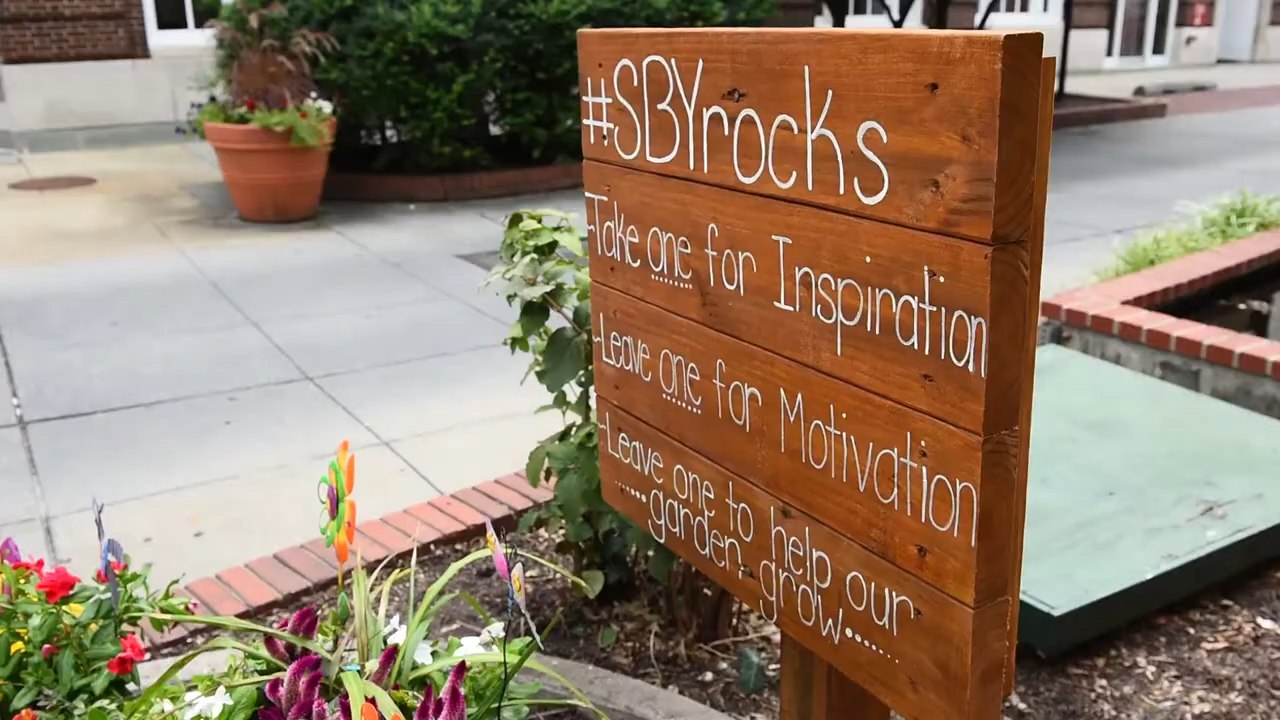 #SBYrocks
~Take one for Inspiration
~Leave one for Motivation
~Leave one to help our
......garden grow......